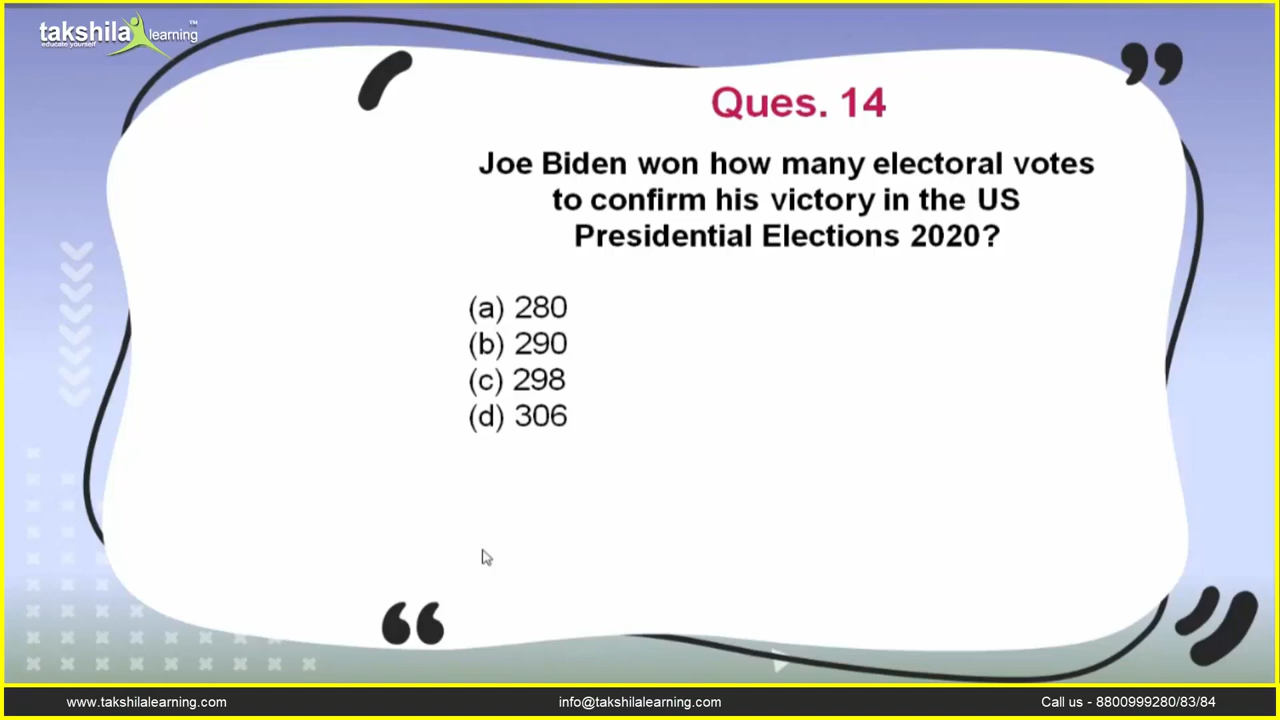 takshila learning™
educate yourself
Ques. 14
Joe Biden won how many electoral votes
to confirm his victory in the US
Presidential Elections 2020?
(a) 280
(b) 290
(c) 298
(d) 306
www.takshilalearning.com
info@takshilalearning.com
Call us - 8800999280/83/84